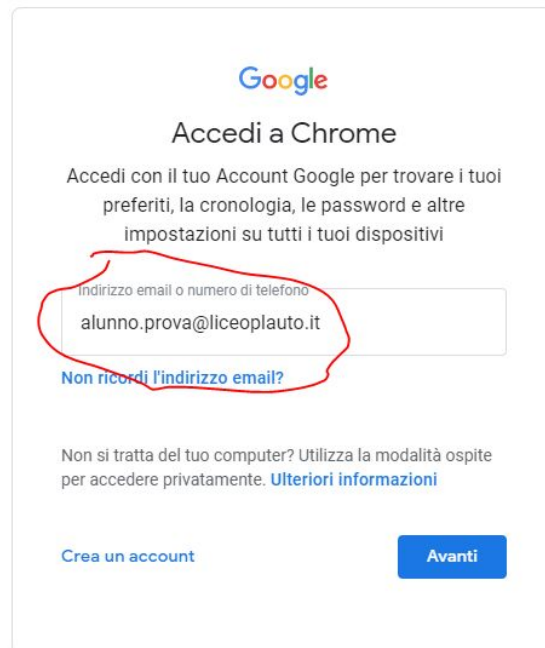 Google
Accedi a Chrome
Accedi con il tuo Account Google per trovare i tuoi
preferiti, la cronologia, le password e altre
impostazioni su tutti i tuoi dispositivi
Indirizzo email o numero di telefono
alunno.prova@liceoplauto.it
Non ricordi l'indirizzo email?
Non si tratta del tuo computer? Utilizza la modalità ospite
per accedere privatamente. Ulteriori informazioni
Crea un account
Avanti